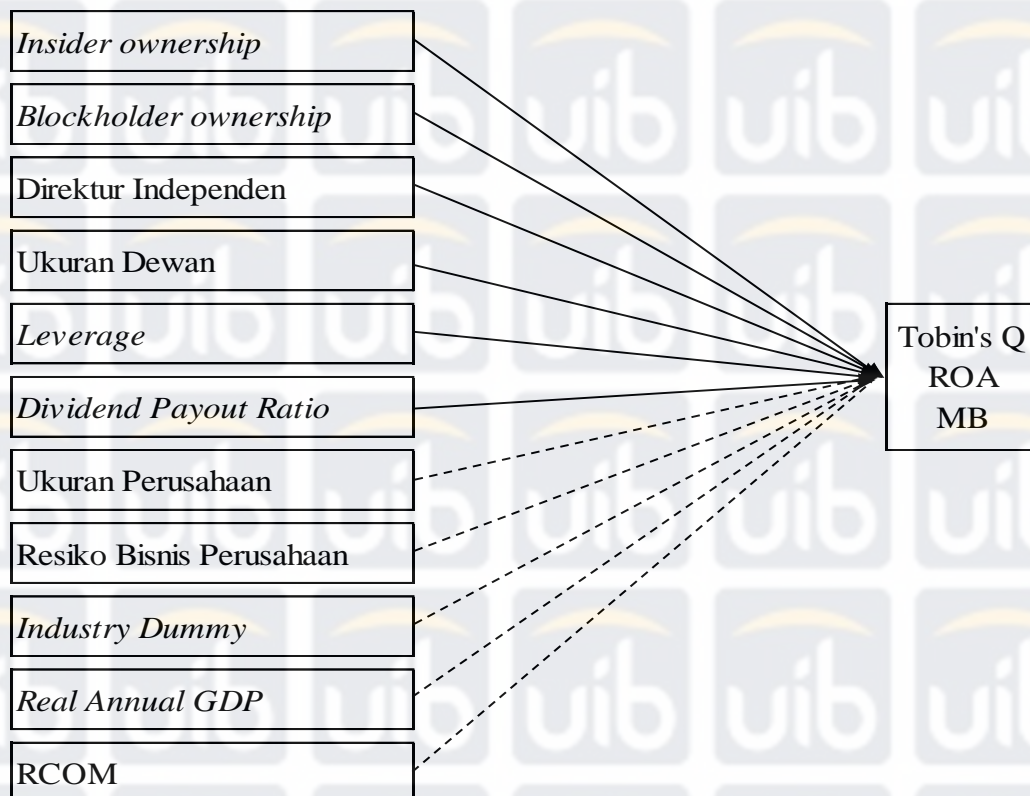 Insider ownership
Blockholder ownership
Direktur Independen
Ukuran Dewan
Leverage
Dividend Payout Ratio
Ukuran Perusahaan
Resiko Bisnis Perusahaan
Industry Dummy
Real Annual GDP
RCOM
Tobin's Q
ROA
MB